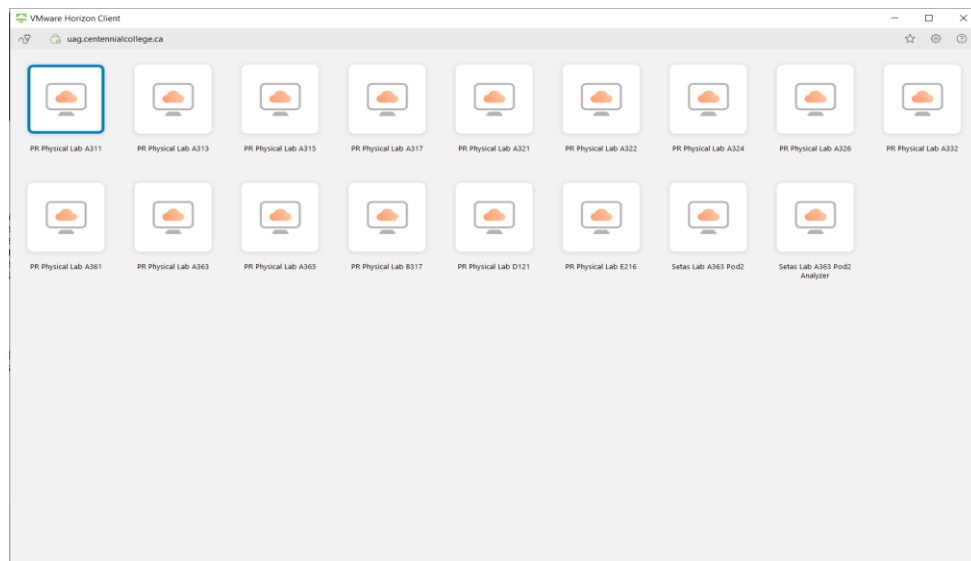 VMware Horizon Client
uag.centennialcollege.ca
PR Physical Lab A311
PR Physical Lab A313
PR Physical Lab A315
PR Physical Lab A317
PR Physical Lab A321
PR Physical Lab A322
PR Physical Lab A324
PR Physical Lab A326
PR Physical Lab A332
PR Physical Lab A361
PR Physical Lab A363
PR Physical Lab A365
PR Physical Lab B317
PR Physical Lab D121
PR Physical Lab E216
Setas Lab A363 Pod2
Setas Lab A363 Pod2
Analyzer